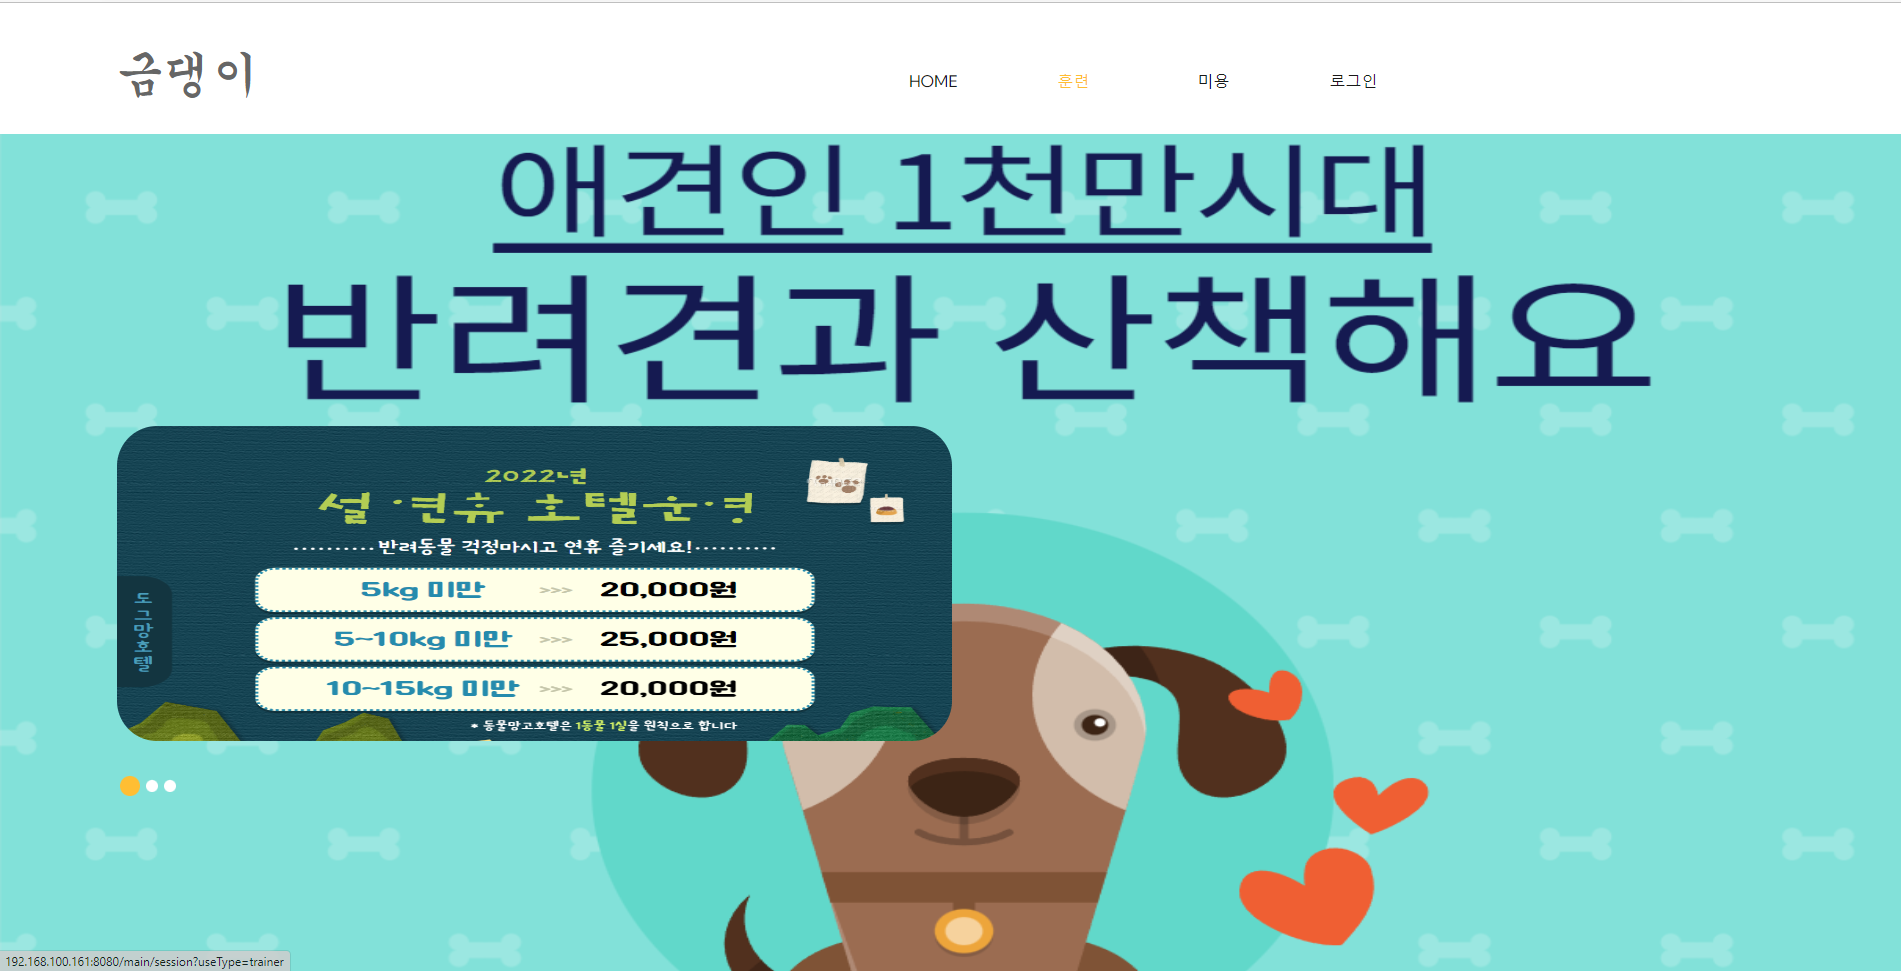 금댕이
HOME 훈련 미용 로그인
애견인 1천만시대
반려견과 산책해요
2022년
설 연휴 호텔운영
반려동물 걱정마시고 연휴 즐기세요!
5kg 미만 >>> 20,000원
5~10kg 미만 >>> 25,000원
10~15kg 미만 >>> 20,000원
* 동물망고호텔은 1동물 1실을 원칙으로 합니다
도그망호텔
192.168.100.161:8080/main/session?useType=trainer